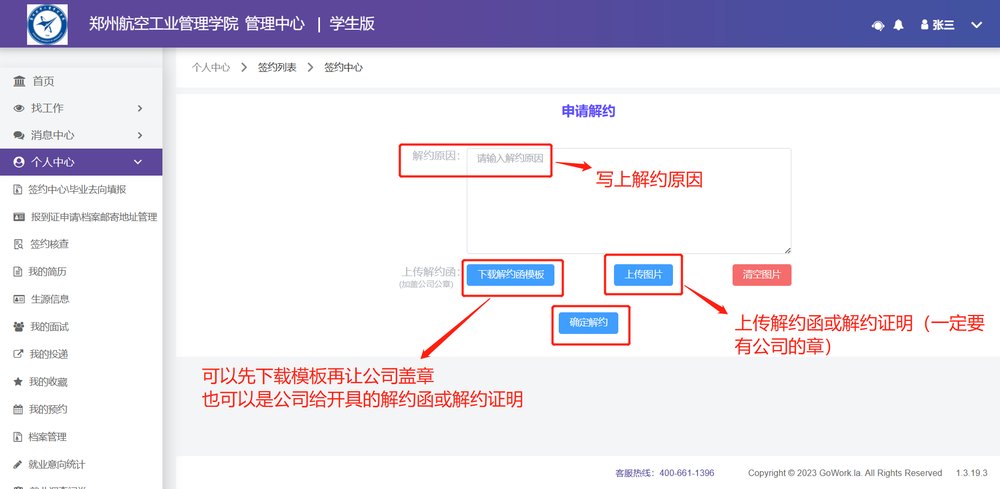 郑州航空工业管理学院 管理中心 | 学生版
张三
个人中心 签约列表 签约中心
首页
找工作
消息中心
个人中心
签约中心\毕业去向填报
报到证申请\档案邮寄地址管理
签约核查
我的简历
生源信息
我的面试
我的投递
我的收藏
我的预约
档案管理
就业意向统计
申请解约
解约原因：
请输入解约原因
写上解约原因
上传解约函：
(加盖公司公章)
下载解约函模板
上传图片
清空图片
确定解约
上传解约函或解约证明（一定要
有公司的章）
可以先下载模板再让公司盖章
也可以是公司给开具的解约函或解约证明
客服热线：400-661-1396
Copyright © 2023 GoWork.la. All Rights Reserved
1.3.19.3